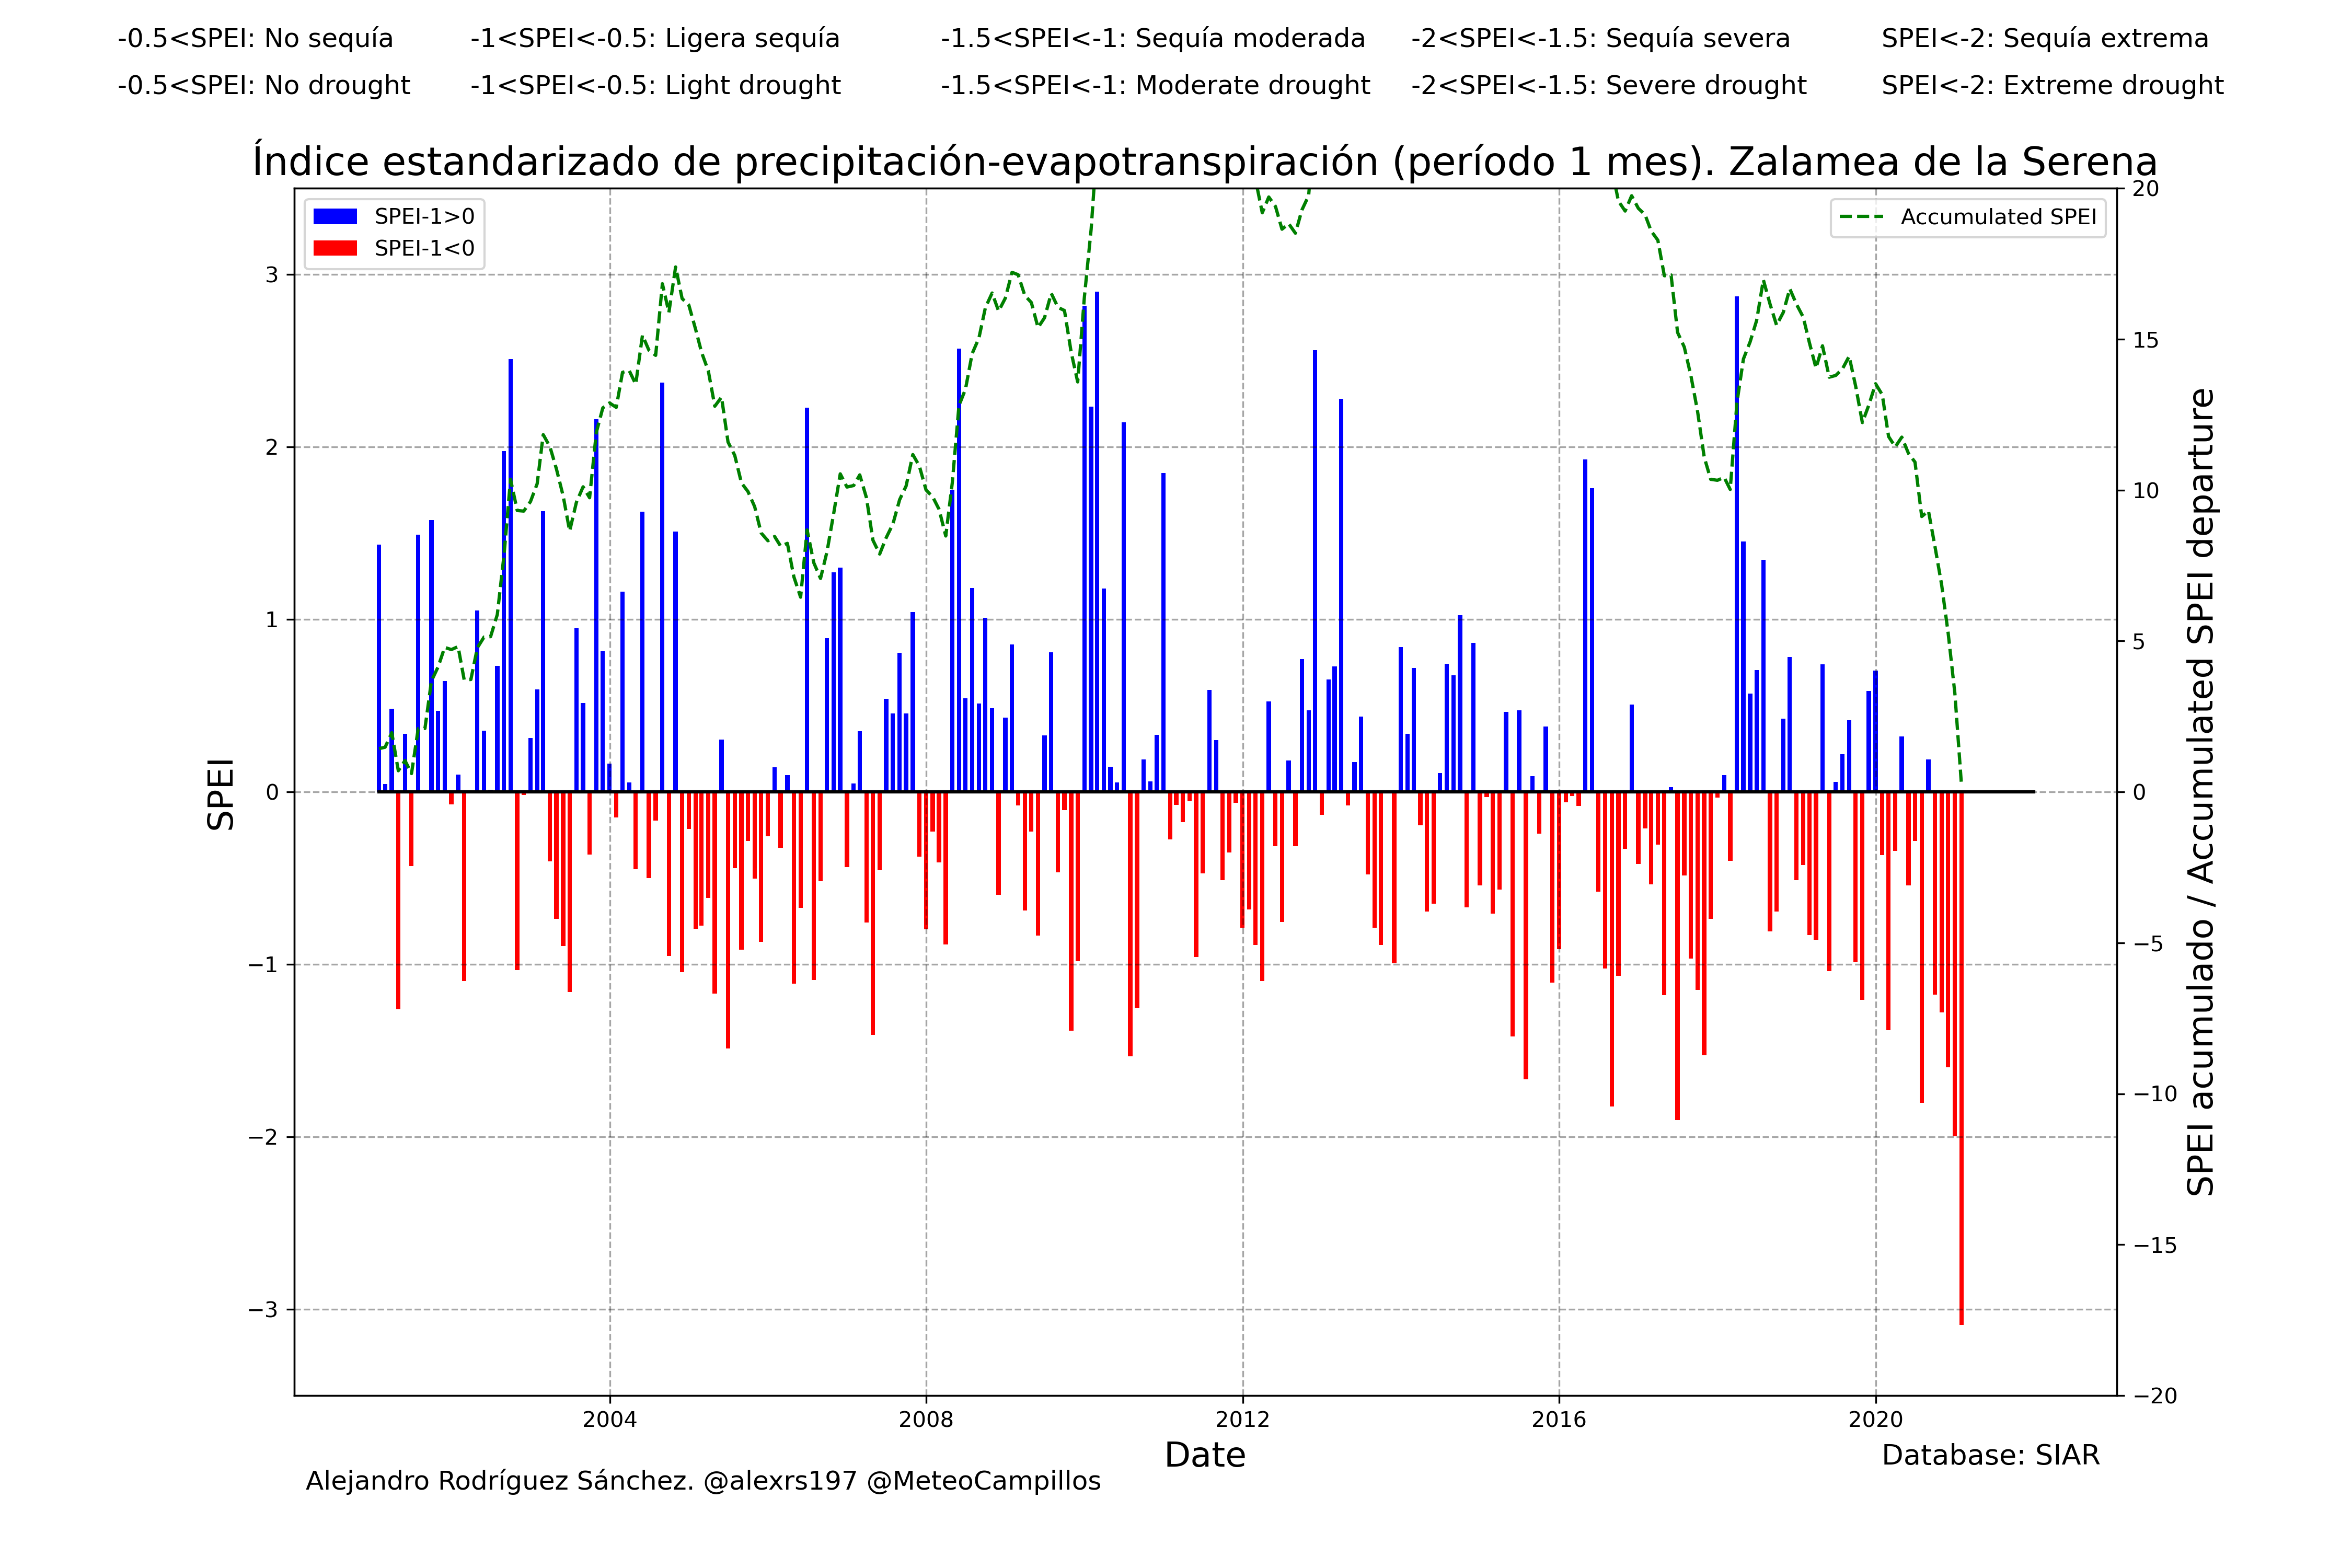 -0.5<SPEI: No sequía -1<SPEI<-0.5: Ligera sequía -1.5<SPEI<-1: Sequía moderada -2<SPEI<-1.5: Sequía severa SPEI<-2: Sequía extrema
-0.5<SPEI: No drought -1<SPEI<-0.5: Light drought -1.5<SPEI<-1: Moderate drought -2<SPEI<-1.5: Severe drought SPEI<-2: Extreme drought
Índice estandarizado de precipitación-evapotranspiración (período 1 mes). Zalamea de la Serena
SPEI-1>0
SPEI-1<0
Accumulated SPEI
SPEI
3
2
1
0
−1
−2
−3
20
15
10
5
0
−5
−10
−15
−20
SPEI acumulado / Accumulated SPEI departure
2004 2008 2012 2016 2020
Date
Database: SIAR
Alejandro Rodríguez Sánchez. @alexrs197 @MeteoCampillos